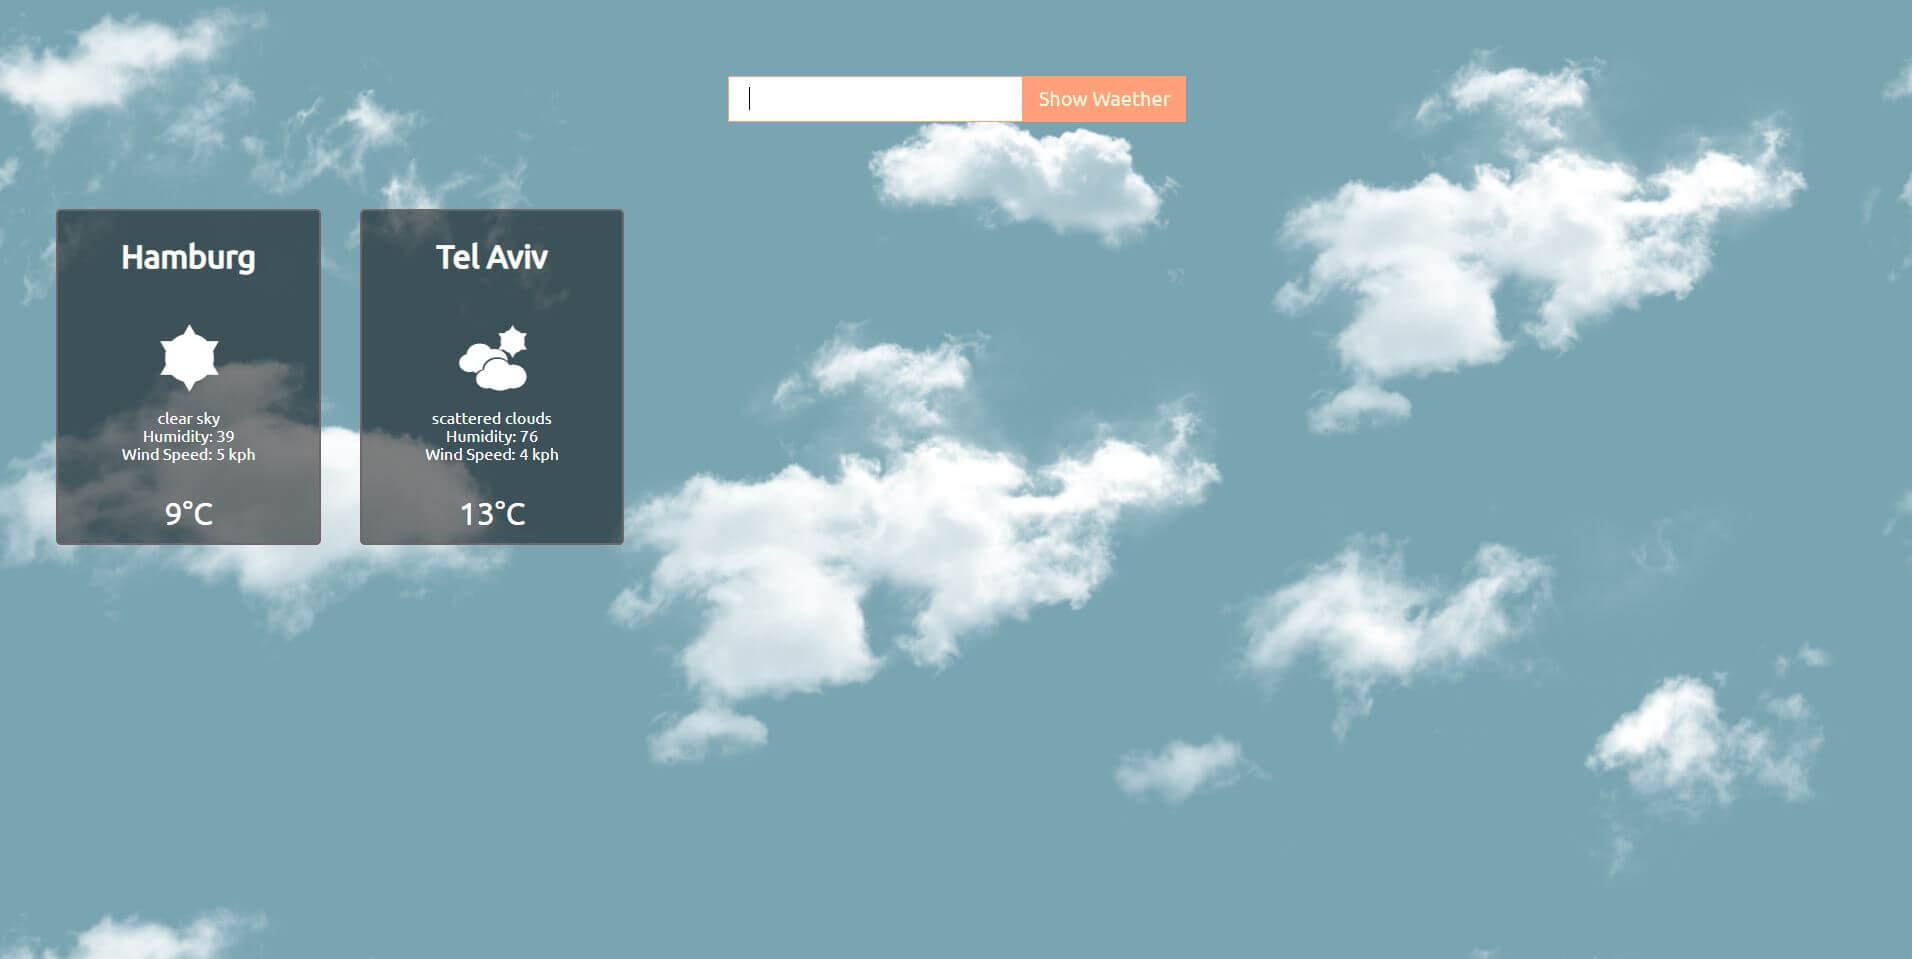 Show Waether
Hamburg
clear sky
Humidity: 39
Wind Speed: 5 kph
9°C
Tel Aviv
scattered clouds
Humidity: 76
Wind Speed: 4 kph
13°C